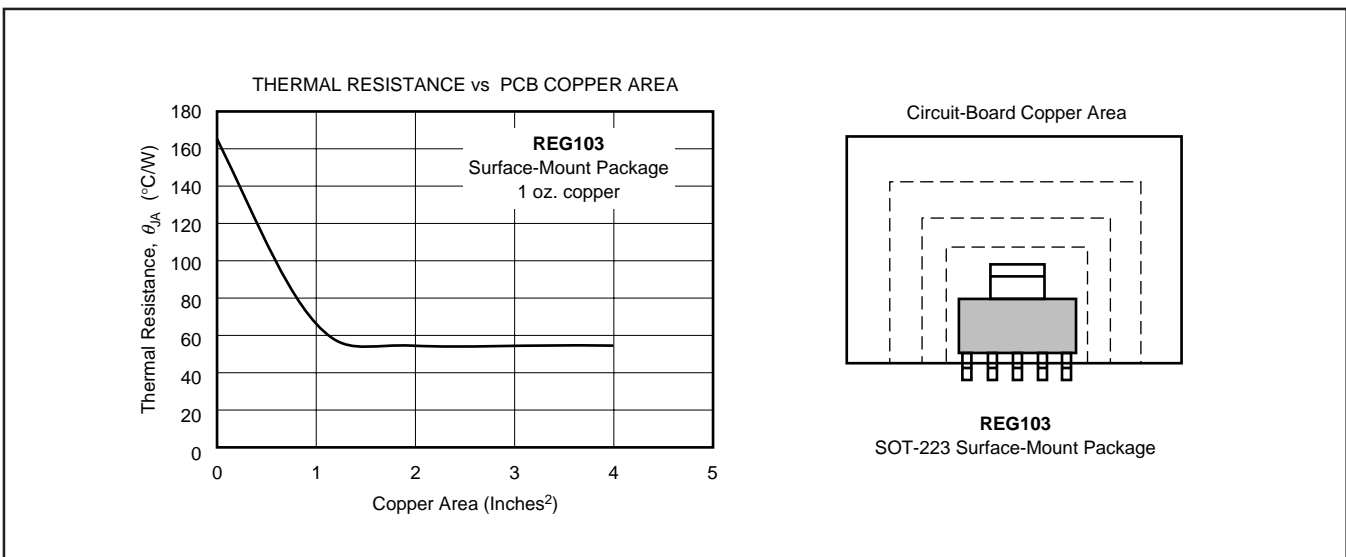 THERMAL RESISTANCE vs PCB COPPER AREA
Thermal Resistance, θJA (°C/W)
180
160
140
120
100
80
60
40
20
0
REG103
Surface-Mount Package
1 oz. copper
0 1 2 3 4 5
Copper Area (Inches²)
Circuit-Board Copper Area
REG103
SOT-223 Surface-Mount Package